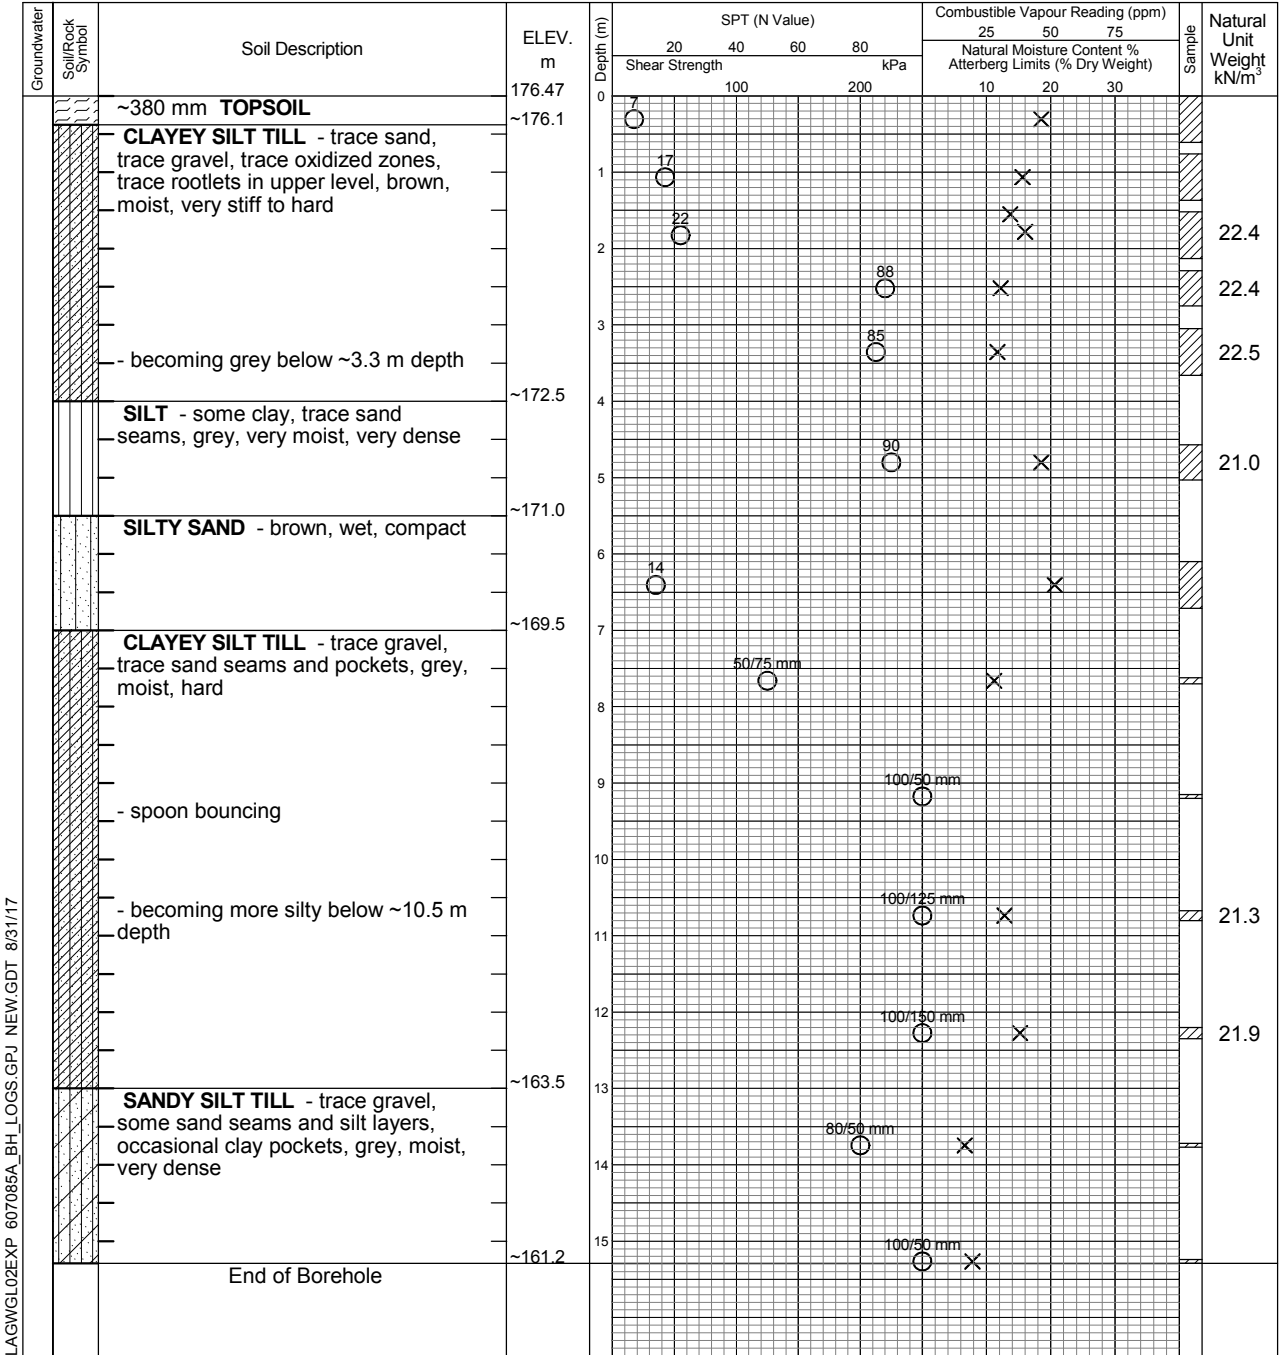 Groundwater
Soil/Rock
Symbol
Soil Description
ELEV.
m
176.47
Depth (m)
SPT (N Value)
20 40 60 80
Shear Strength kPa
100 200
Combustible Vapour Reading (ppm)
25 50 75
Natural Moisture Content %
Atterberg Limits (% Dry Weight)
10 20 30
Sample
Natural
Unit
Weight
kN/m³
0
~380 mm TOPSOIL
7
~176.1
CLAYEY SILT TILL - trace sand,
trace gravel, trace oxidized zones,
trace rootlets in upper level, brown,
moist, very stiff to hard
17
1
22
2
22.4
88
22.4
3
85
- becoming grey below ~3.3 m depth
22.5
~172.5
4
SILT - some clay, trace sand
seams, grey, very moist, very dense
90
21.0
5
~171.0
SILTY SAND - brown, wet, compact
6
14
~169.5
7
CLAYEY SILT TILL - trace gravel,
trace sand seams and pockets, grey,
moist, hard
50/75 mm
8
100/50 mm
9
- spoon bouncing
10
100/125 mm
- becoming more silty below ~10.5 m
depth
21.3
11
12
100/150 mm
21.9
~163.5
13
SANDY SILT TILL - trace gravel,
some sand seams and silt layers,
occasional clay pockets, grey, moist,
very dense
80/50 mm
14
15
100/50 mm
~161.2
End of Borehole
LAGWGL02EXP 607085A_BH_LOGS.GPJ NEW.GDT 8/31/17